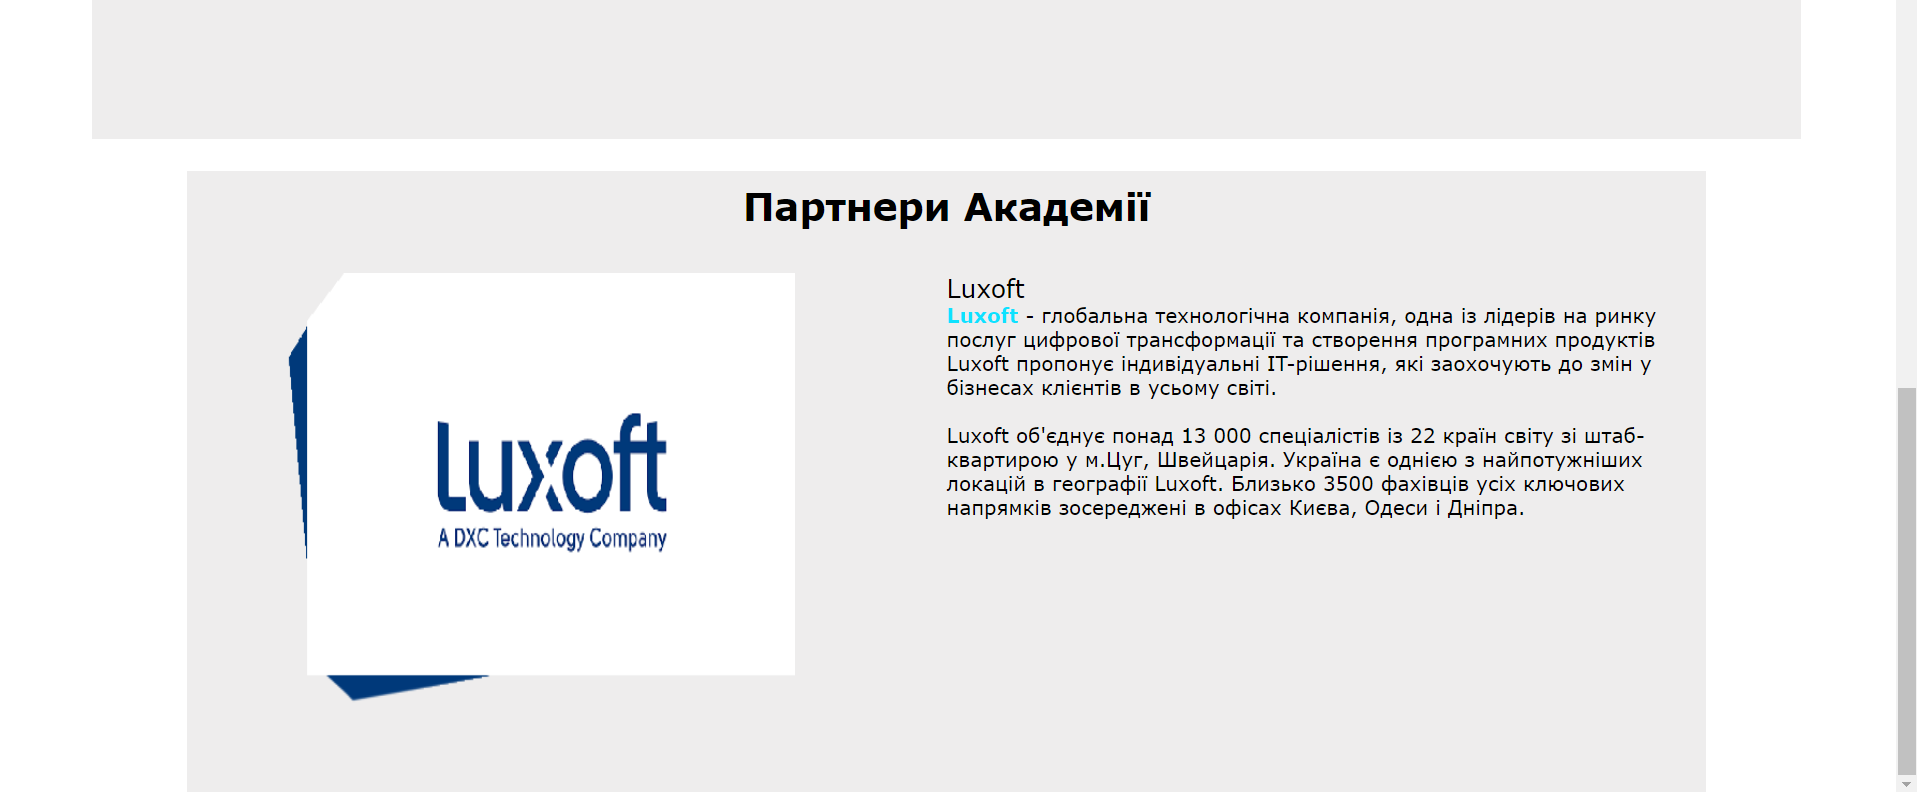 Партнери Академії
Luxoft
A DXC Technology Company
Luxoft
Luxoft - глобальна технологічна компанія, одна із лідерів на ринку
послуг цифрової трансформації та створення програмних продуктів
Luxoft пропонує індивідуальні ІТ-рішення, які заохочують до змін у
бізнесах клієнтів в усьому світі.
Luxoft об'єднує понад 13 000 спеціалістів із 22 країн світу зі штаб-
квартирою у м.Цуг, Швейцарія. Україна є однією з найпотужніших
локацій в географії Luxoft. Близько 3500 фахівців усіх ключових
напрямків зосереджені в офісах Києва, Одеси і Дніпра.